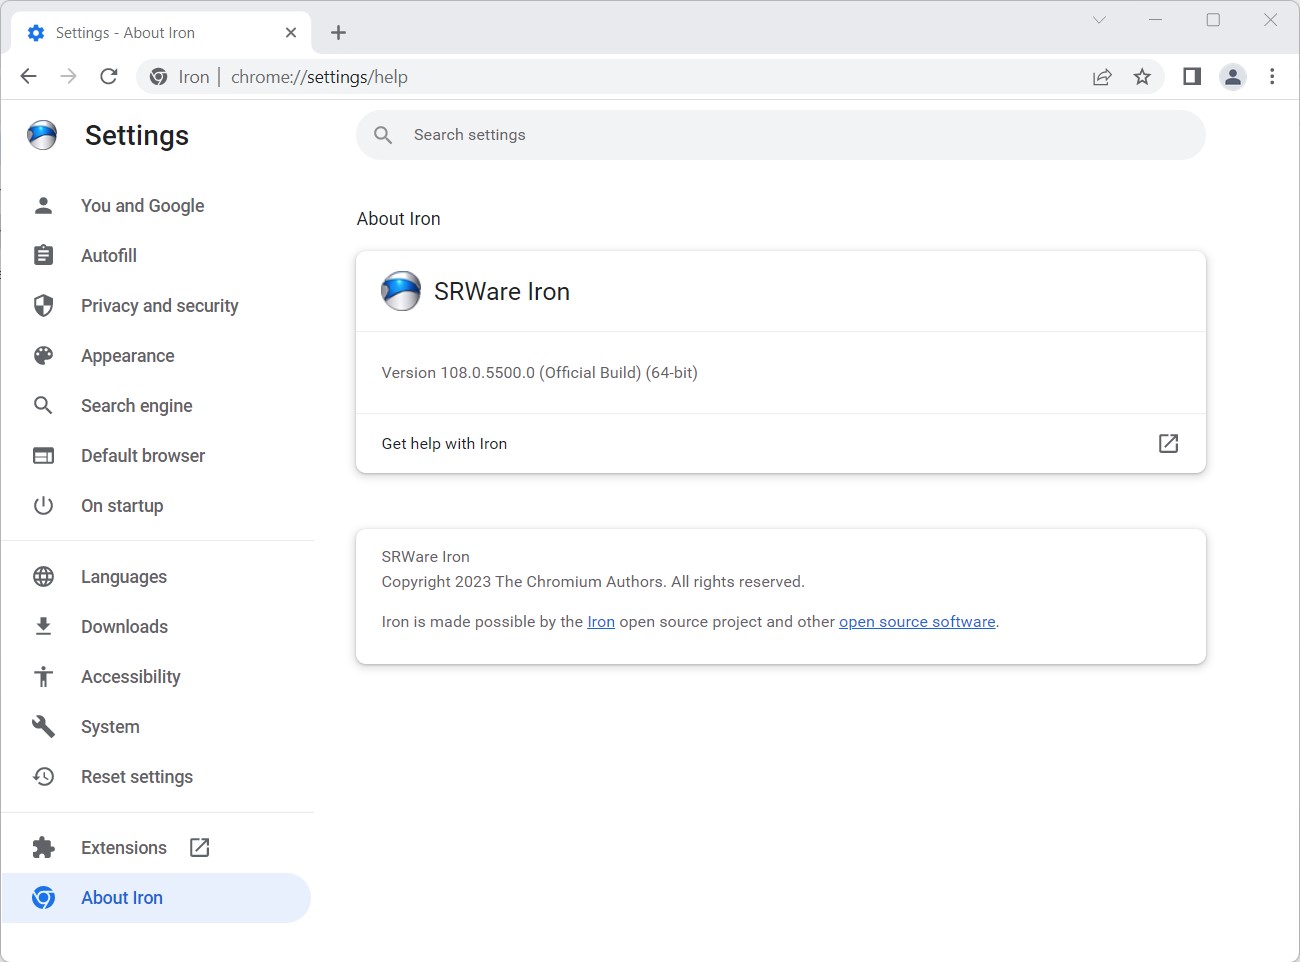 Settings - About Iron
Iron | chrome://settings/help
Settings
Search settings
You and Google
Autofill
Privacy and security
Appearance
Search engine
Default browser
On startup
Languages
Downloads
Accessibility
System
Reset settings
Extensions
About Iron
About Iron
SRWare Iron
Version 108.0.5500.0 (Official Build) (64-bit)
Get help with Iron
SRWare Iron
Copyright 2023 The Chromium Authors. All rights reserved.
Iron is made possible by the Iron open source project and other open source software.